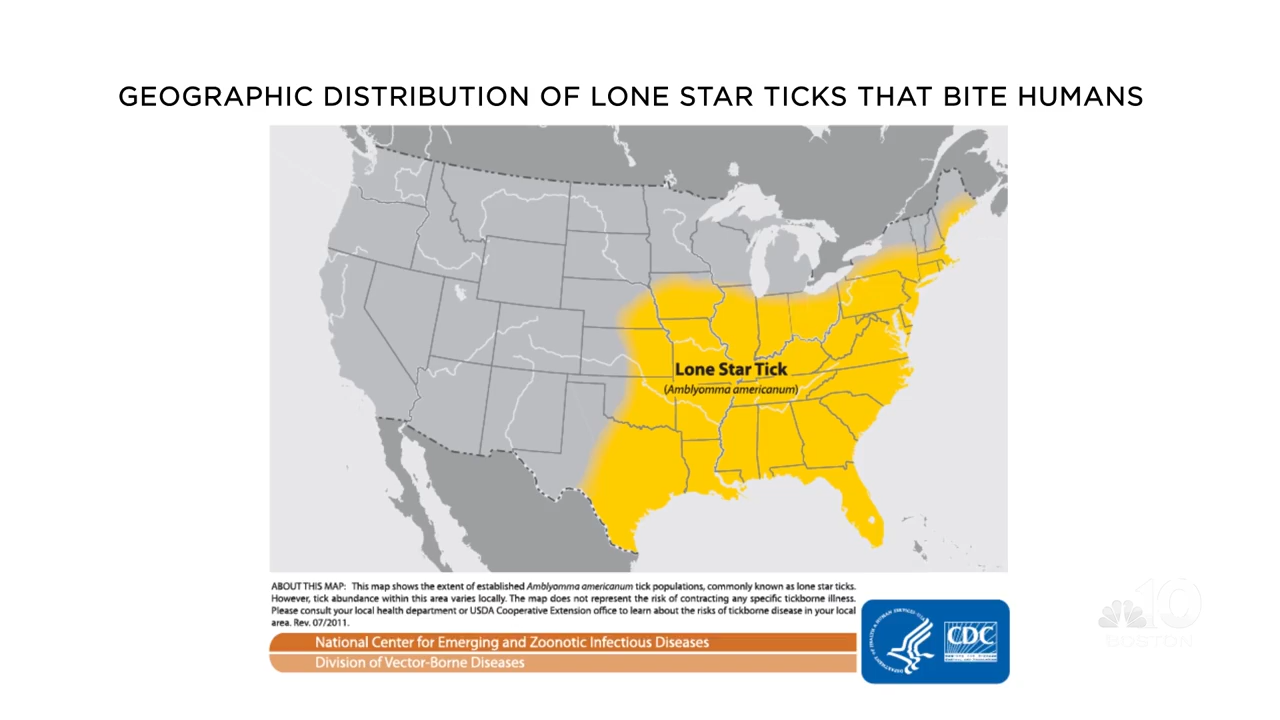 GEOGRAPHIC DISTRIBUTION OF LONE STAR TICKS THAT BITE HUMANS
Lone Star Tick
(Amblyomma americanum)
ABOUT THIS MAP: This map shows the extent of established Amblyomma americanum tick populations, commonly known as lone star ticks.
However, tick abundance within this area varies locally. The map does not represent the risk of contracting any specific tickborne illness.
Please consult your local health department or USDA Cooperative Extension office to learn about the risks of tickborne disease in your local
area. Rev. 07/2011.
National Center for Emerging and Zoonotic Infectious Diseases
Division of Vector-Borne Diseases
CDC
10
BOSTON